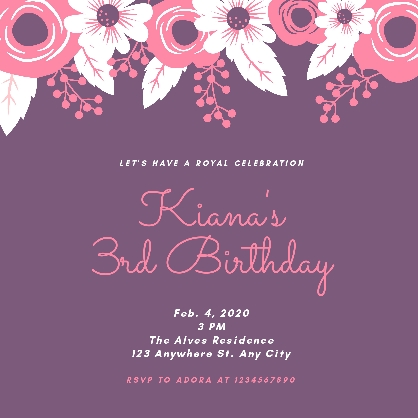 LET'S HAVE A ROYAL CELEBRATION
Kiana's
3rd Birthday
Feb. 4, 2020
3 PM
The Alves Residence
123 Anywhere St. Any City
RSVP TO ADORA AT 1234567890